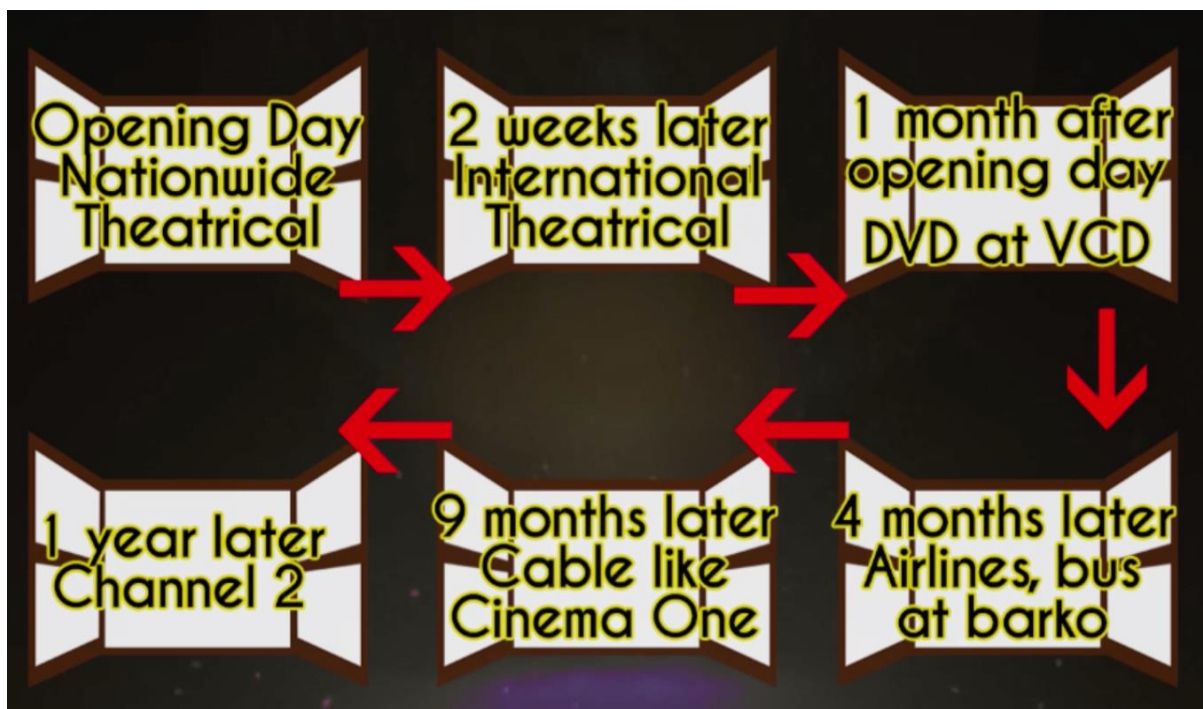 Opening Day
Nationwide
Theatrical
2 weeks later
International
Theatrical
1 month after
opening day
DVD at VCD
4 months later
Airlines, bus
at barko
9 months later
Cable like
Cinema One
1 year later
Channel 2